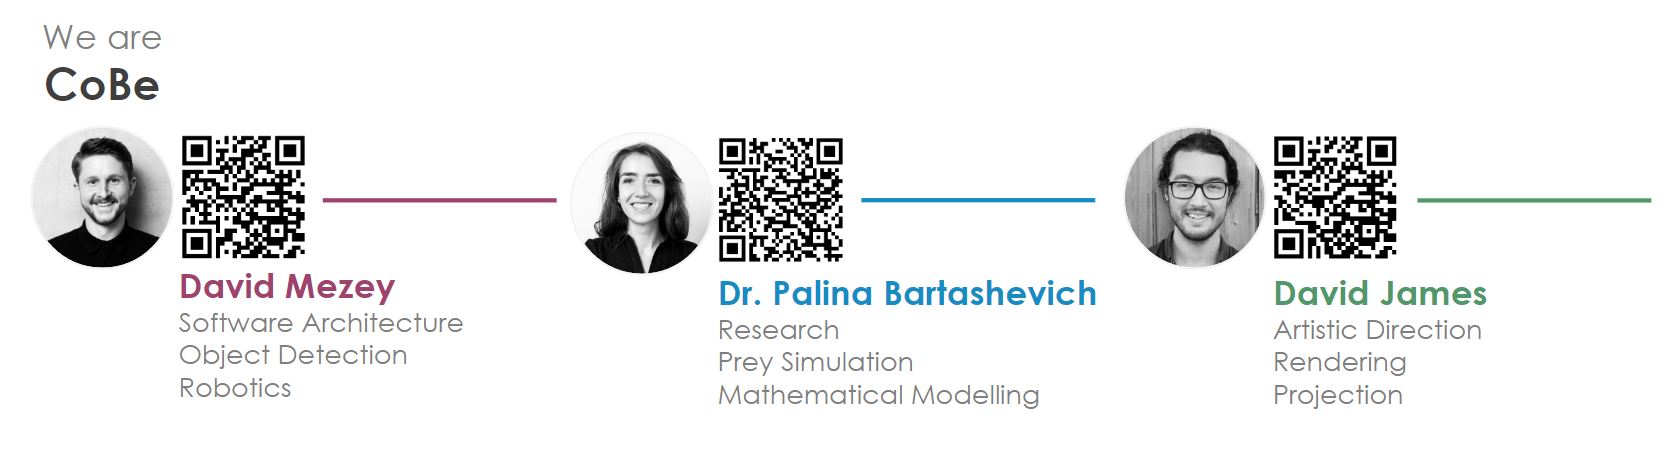 We are
CoBe
David Mezey
Software Architecture
Object Detection
Robotics
Dr. Palina Bartashevich
Research
Prey Simulation
Mathematical Modelling
David James
Artistic Direction
Rendering
Projection